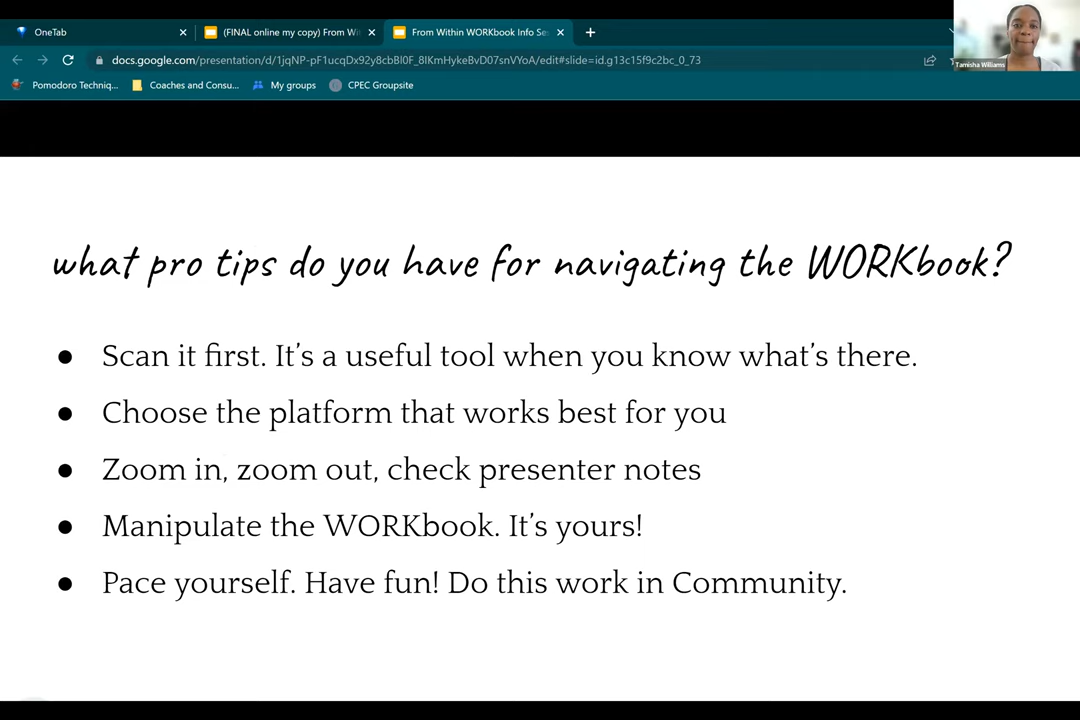 OneTab
(FINAL online my copy) From Wi
From Within WORKbook Info Se
docs.google.com/presentation/d/1jqNP-pF1ucqDx92y8cbBl0F_8IKmHykeBvD07snVYoA/edit#slide=id.g13c15f9c2bc_0_73
Tamisha Williams
Pomodoro Techniq...
Coaches and Consu...
My groups
CPEC Groupsite
what pro tips do you have for navigating the WORKbook?
● Scan it first. It’s a useful tool when you know what’s there.
● Choose the platform that works best for you
● Zoom in, zoom out, check presenter notes
● Manipulate the WORKbook. It’s yours!
● Pace yourself. Have fun! Do this work in Community.